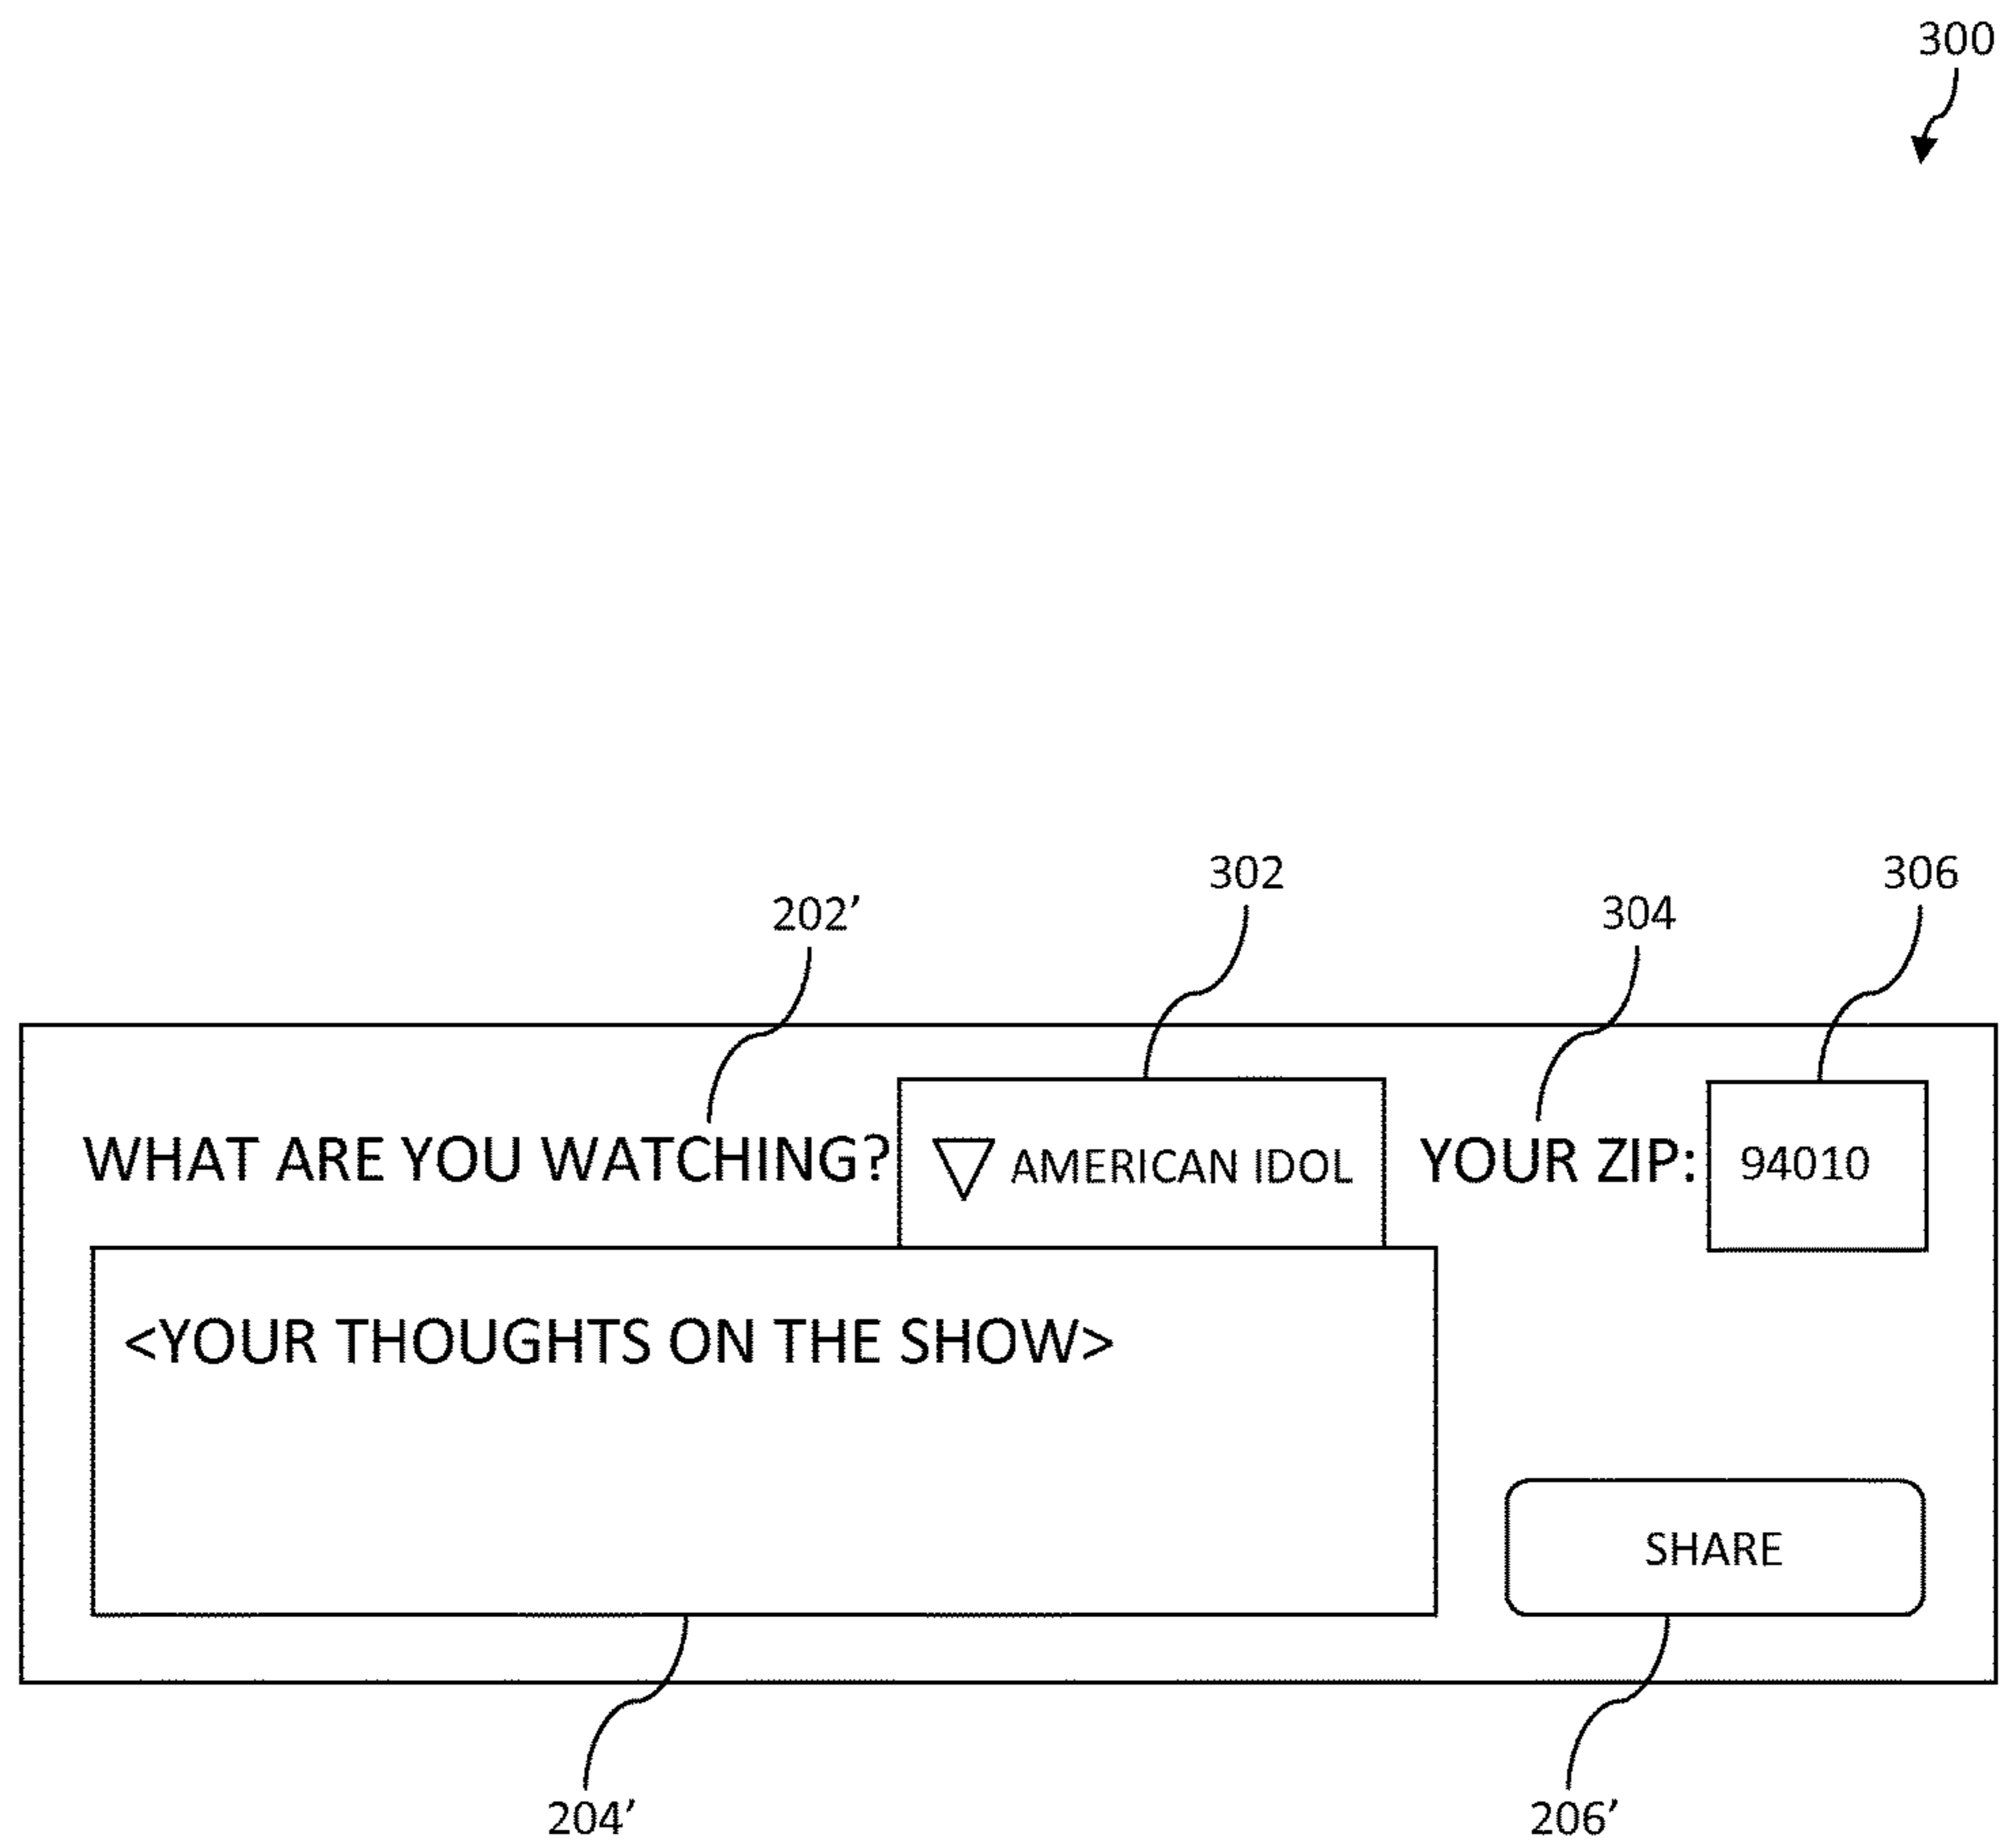 300
302
306
202’
304
WHAT ARE YOU WATCHING? ▽ AMERICAN IDOL YOUR ZIP: 94010
<YOUR THOUGHTS ON THE SHOW>
SHARE
204’
206’